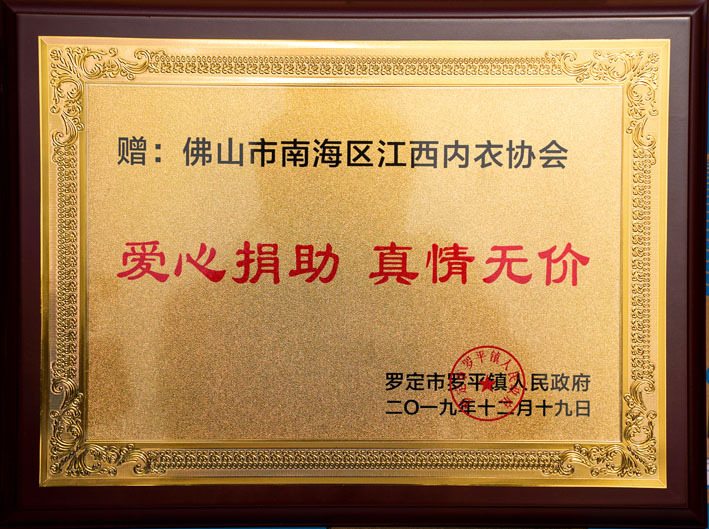 赠：佛山市南海区江西内衣协会
爱心捐助 真情无价
罗定市罗平镇人民政府
二〇一九年十二月十九日